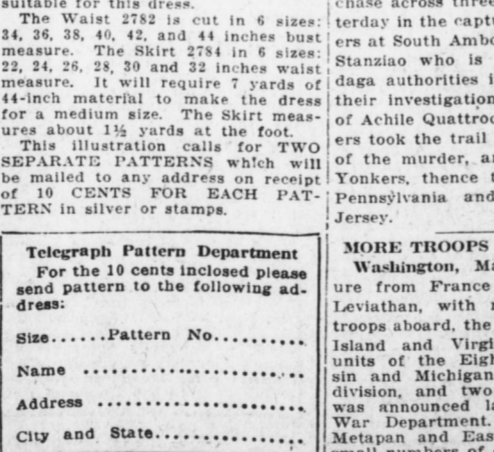 suitable for this dress.
The Waist 2782 is cut in 6 sizes:
34, 36, 38, 40, 42, and 44 inches bust
measure. The Skirt 2784 in 6 sizes:
22, 24, 26, 28, 30 and 32 inches waist
measure. It will require 7 yards of
44-inch material to make the dress
for a medium size. The Skirt meas-
ures about 1½ yards at the foot.
This illustration calls for TWO
SEPARATE PATTERNS which will
be mailed to any address on receipt
of 10 CENTS FOR EACH PAT-
TERN in silver or stamps.
Telegraph Pattern Department
For the 10 cents inclosed please
send pattern to the following ad-
dress:
Size......Pattern No..........
Name ......................
Address ....................
City and State..............
chase across three
terday in the capt
ers at South Ambo
Stanziao who is
daga authorities i
their investigation
of Achile Quattroc
ers took the trail
of the murder, a
Yonkers, thence t
Pennsylvania and
Jersey.
MORE TROOPS
Washington, Ma
ure from France
Leviathan, with
troops aboard, the
Island and Virgi
units of the Eigh
sin and Michigan
division, and two
was announced la
War Department.
Metapan and Eas
small numbers of